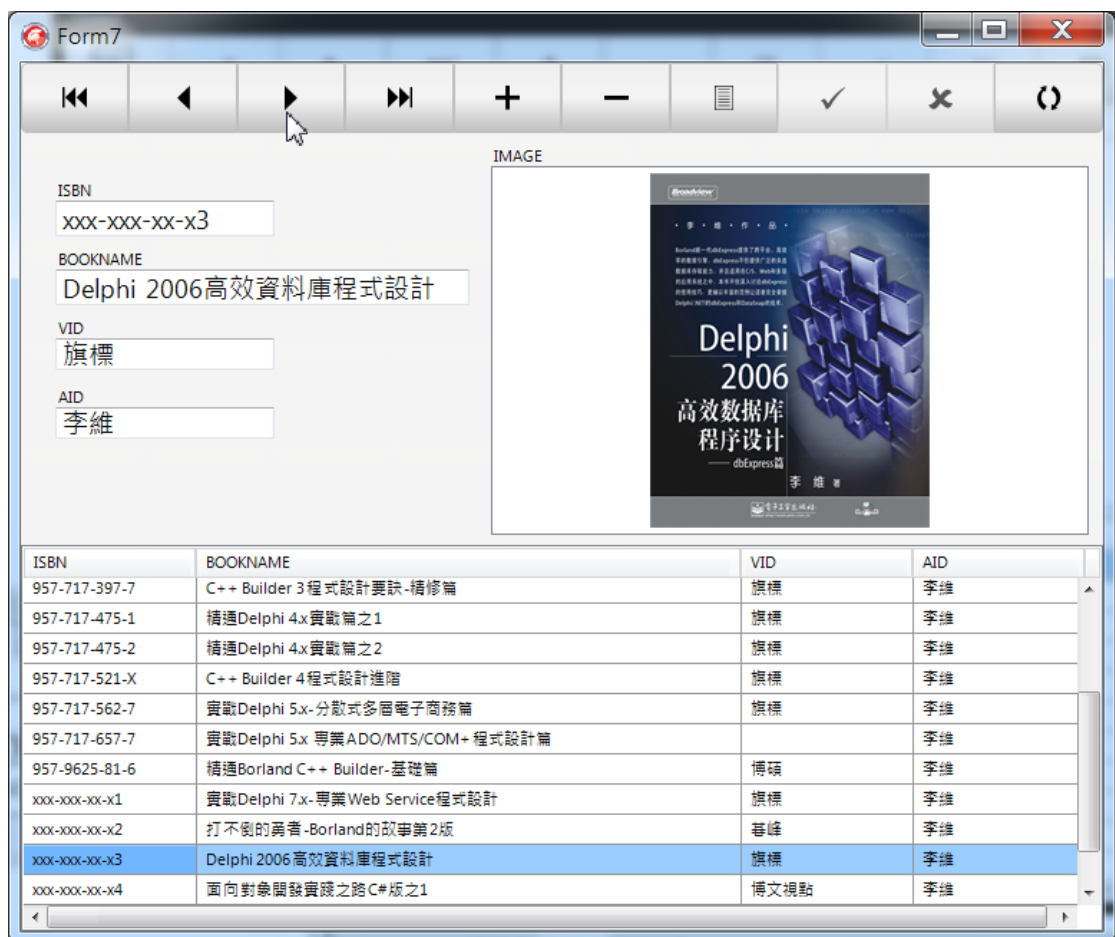 Form7
IMAGE
ISBN
xxx-xxx-xx-x3
BOOKNAME
Delphi 2006高效資料庫程式設計
VID
旗標
AID
李維
Broadview
·李·維·作·品·
Delphi
2006
高效数据库
程序设计
—— dbExpress篇
李 維 著
ISBN BOOKNAME VID AID
957-717-397-7 C++ Builder 3程式設計要訣-精修篇 旗標 李維
957-717-475-1 精通Delphi 4.x實戰篇之1 旗標 李維
957-717-475-2 精通Delphi 4.x實戰篇之2 旗標 李維
957-717-521-X C++ Builder 4程式設計進階 旗標 李維
957-717-562-7 實戰Delphi 5.x-分散式多層電子商務篇 旗標 李維
957-717-657-7 實戰Delphi 5.x 專業ADO/MTS/COM+程式設計篇 李維
957-9625-81-6 精通Borland C++ Builder-基礎篇 博碩 李維
xxx-xxx-xx-x1 實戰Delphi 7.x-專業Web Service程式設計 旗標 李維
xxx-xxx-xx-x2 打不倒的勇者-Borland的故事第2版 碁峰 李維
xxx-xxx-xx-x3 Delphi 2006高效資料庫程式設計 旗標 李維
xxx-xxx-xx-x4 面向對象開發實踐之路C#版之1 博文視點 李維